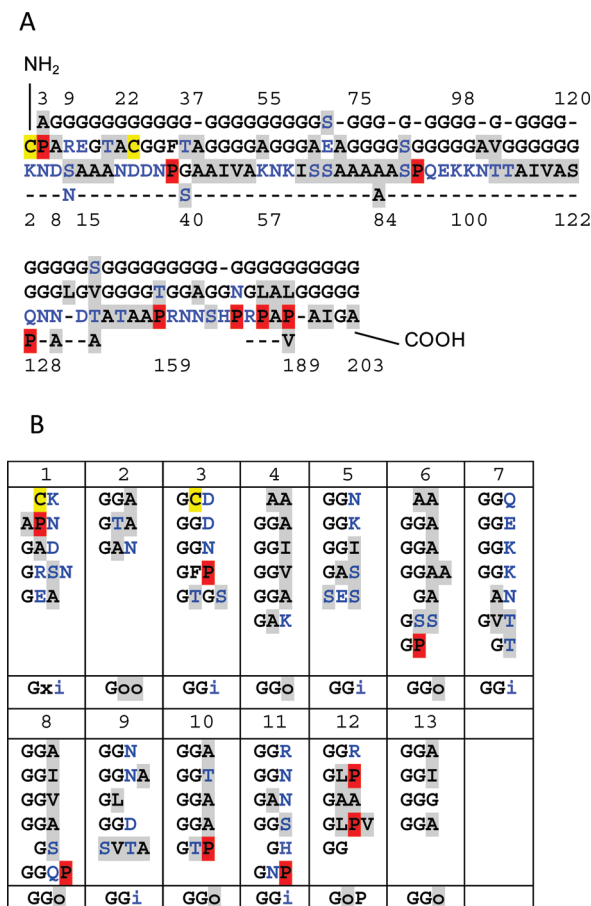 A
NH2
3 9 22 37 55 75 98 120
AGGGGGGGGGGG-GGGGGGGGGS-GGG-G-GGGG-G-GGGG-
CPAREGTACGGFTAGGGGAGGGAEAGGGGSGGGGGAVGGGGGG
KNDSAAANDDNPGAAIVAKNKISSAAAAASPQEKKNTTAIVAS
---N--------S--------------A---------------
2 8 15 40 57 84 100 122
GGGGGSGGGGGGGGG-GGGGGGGGGG
GGGLGVGGGGTGGAGGNGLALGGGGG
QNN-DTATAAPRNNSHPRPAP-AIGA
P-A--A ---V
COOH
128 159 189 203
B
1 2 3 4 5 6 7
CK GGA GCD AA GGN AA GGQ
APN GTA GGD GGA GGK GGA GGE
GAD GAN GGN GGI GGI GGA GGK
GRSN GFP GGV GAS GGAA GGK
GEA GTGS GGA SES GA AN
GAK GSS GVT
GP GT
Gxi Goo GGi GGo GGi GGo GGi
8 9 10 11 12 13
GGA GGN GGA GGR GGR GGA
GGI GGNA GGT GGN GLP GGI
GGV GL GGA GAN GAA GGG
GGA GGD GGA GGS GLPV GGA
GS SVTA GTP GH GG
GGQP GNP
GGo GGi GGo GGi GoP GGo